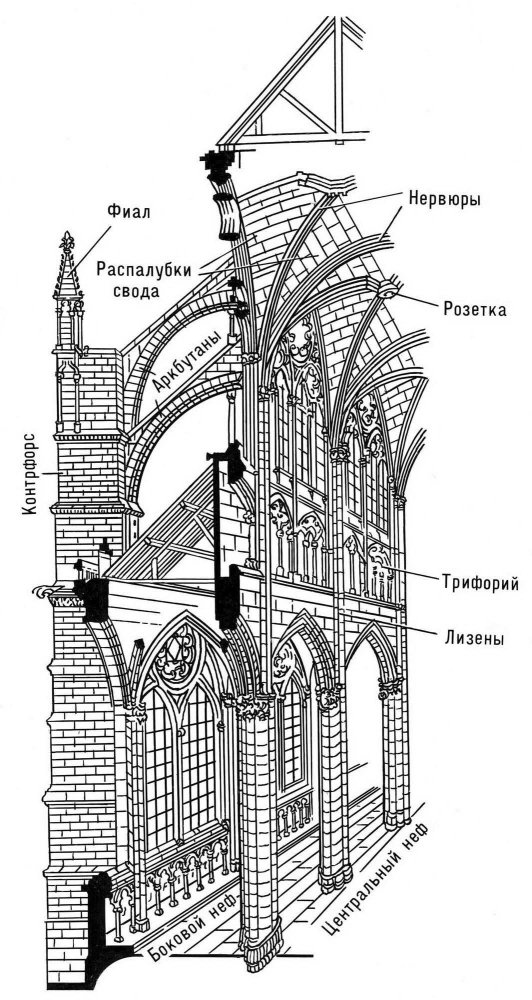 Нервюры
Фиал
Распалубки
свода
Розетка
Аркбутаны
Контрфорс
Трифорий
Лизены
Боковой неф
Центральный неф